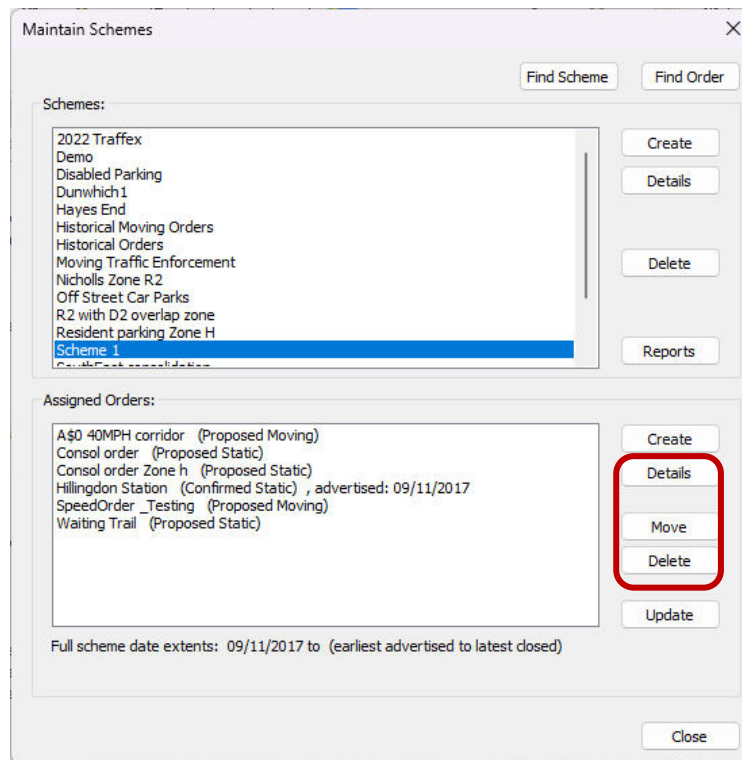 Maintain Schemes
Find Scheme
Find Order
Schemes:
2022 Traffex
Demo
Disabled Parking
Dunwhich1
Hayes End
Historical Moving Orders
Historical Orders
Moving Traffic Enforcement
Nicholls Zone R2
Off Street Car Parks
R2 with D2 overlap zone
Resident parking Zone H
Scheme 1
SouthEast consolidation
Create
Details
Delete
Reports
Assigned Orders:
A$0 40MPH corridor (Proposed Moving)
Consol order (Proposed Static)
Consol order Zone h (Proposed Static)
Hillingdon Station (Confirmed Static) , advertised: 09/11/2017
SpeedOrder _Testing (Proposed Moving)
Waiting Trail (Proposed Static)
Create
Details
Move
Delete
Update
Full scheme date extents: 09/11/2017 to (earliest advertised to latest closed)
Close